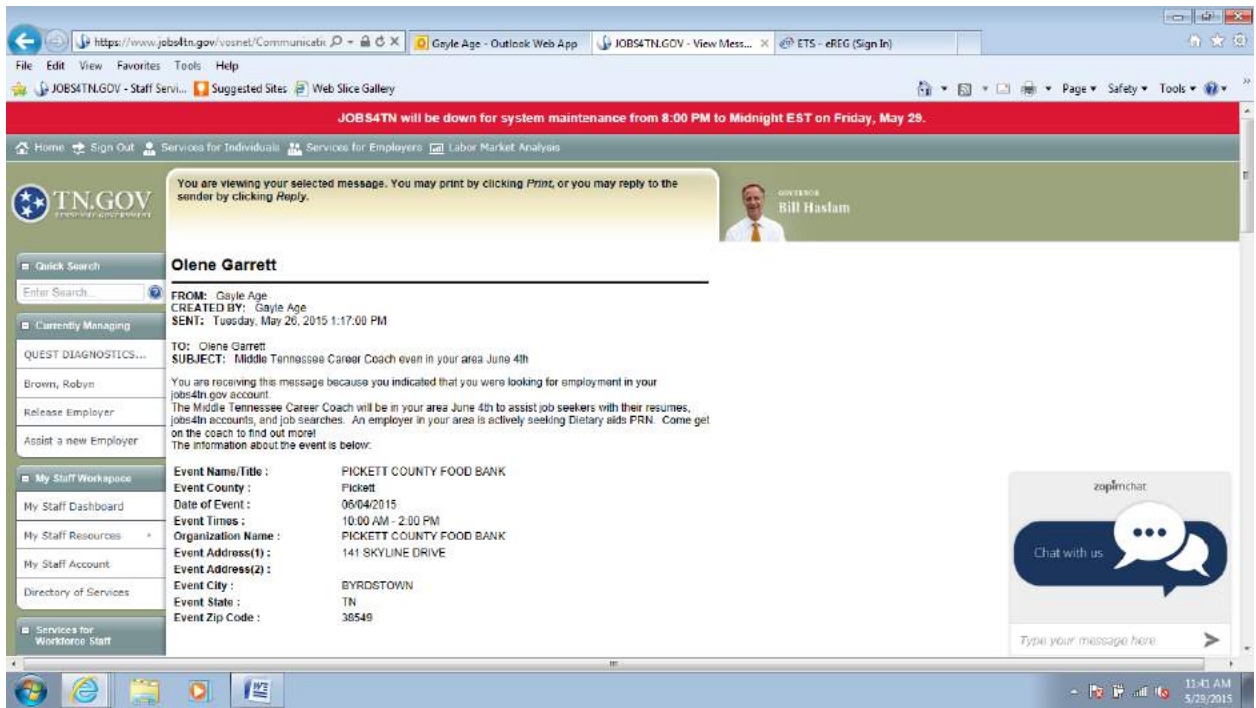 https://www.jobs4tn.gov/vosnet/Communicatic
Gayle Age - Outlook Web App
JOBS4TN.GOV - View Mess...
ETS - eREG (Sign In)
File Edit View Favorites Tools Help
JOBS4TN.GOV - Staff Servi... Suggested Sites Web Slice Gallery
Page Safety Tools
JOBS4TN will be down for system maintenance from 8:00 PM to Midnight EST on Friday, May 29.
Home Sign Out Services for Individuals Services for Employers Labor Market Analysis
TN.GOV
TENNESSEE GOVERNMENT
You are viewing your selected message. You may print by clicking Print, or you may reply to the
sender by clicking Reply.
GOVERNOR
Bill Haslam
Quick Search
Enter Search...
Currently Managing
QUEST DIAGNOSTICS...
Brown, Robyn
Release Employer
Assist a new Employer
My Staff Workspace
My Staff Dashboard
My Staff Resources
My Staff Account
Directory of Services
Services for
Workforce Staff
Olene Garrett
FROM: Gayle Age
CREATED BY: Gayle Age
SENT: Tuesday, May 26, 2015 1:17:00 PM
TO: Olene Garrett
SUBJECT: Middle Tennessee Career Coach even in your area June 4th
You are receiving this message because you indicated that you were looking for employment in your
jobs4tn.gov account.
The Middle Tennessee Career Coach will be in your area June 4th to assist job seekers with their resumes,
jobs4tn accounts, and job searches. An employer in your area is actively seeking Dietary aids PRN. Come get
on the coach to find out more!
The information about the event is below:
Event Name/Title : PICKETT COUNTY FOOD BANK
Event County : Pickett
Date of Event : 06/04/2015
Event Times : 10:00 AM - 2:00 PM
Organization Name : PICKETT COUNTY FOOD BANK
Event Address(1) : 141 SKYLINE DRIVE
Event Address(2) :
Event City : BYRDSTOWN
Event State : TN
Event Zip Code : 38549
zopimchat
Chat with us
Type your message here
11:41 AM
5/29/2015